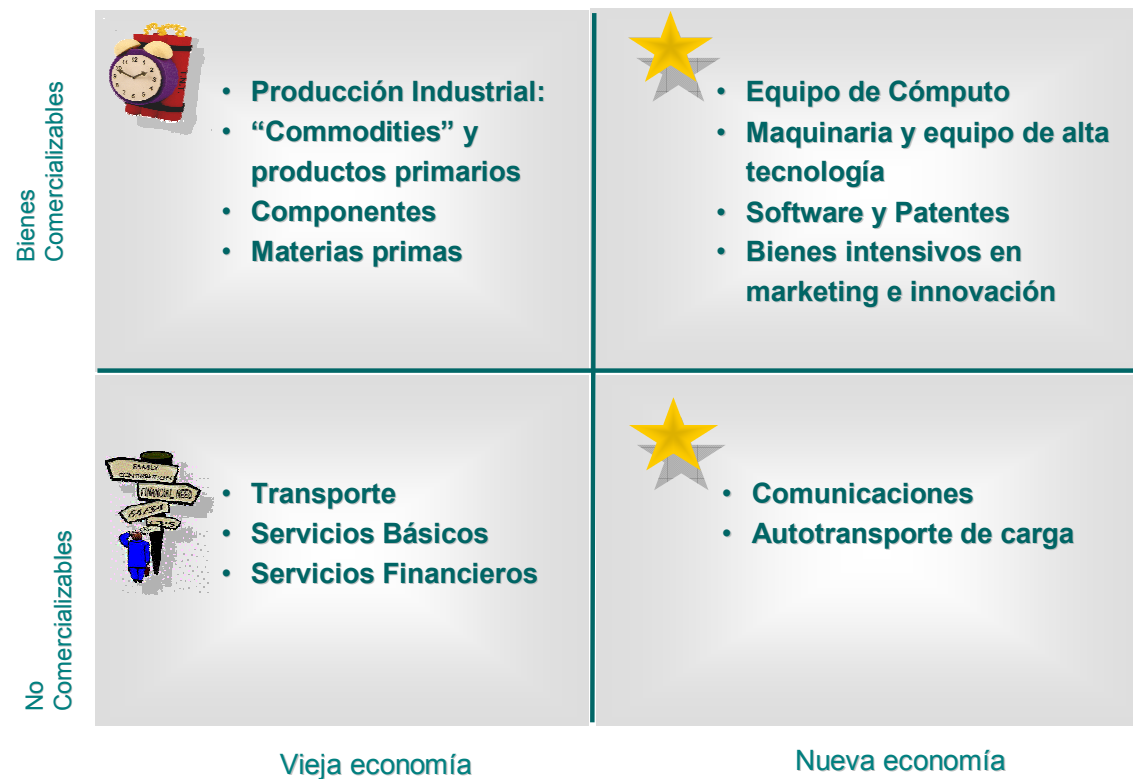 Bienes
Comercializables
• Producción Industrial:
• “Commodities” y
productos primarios
• Componentes
• Materias primas
• Equipo de Cómputo
• Maquinaria y equipo de alta
tecnología
• Software y Patentes
• Bienes intensivos en
marketing e innovación
No
Comercializables
FINANCIAL NEED
• Transporte
• Servicios Básicos
• Servicios Financieros
• Comunicaciones
• Autotransporte de carga
Vieja economía
Nueva economía